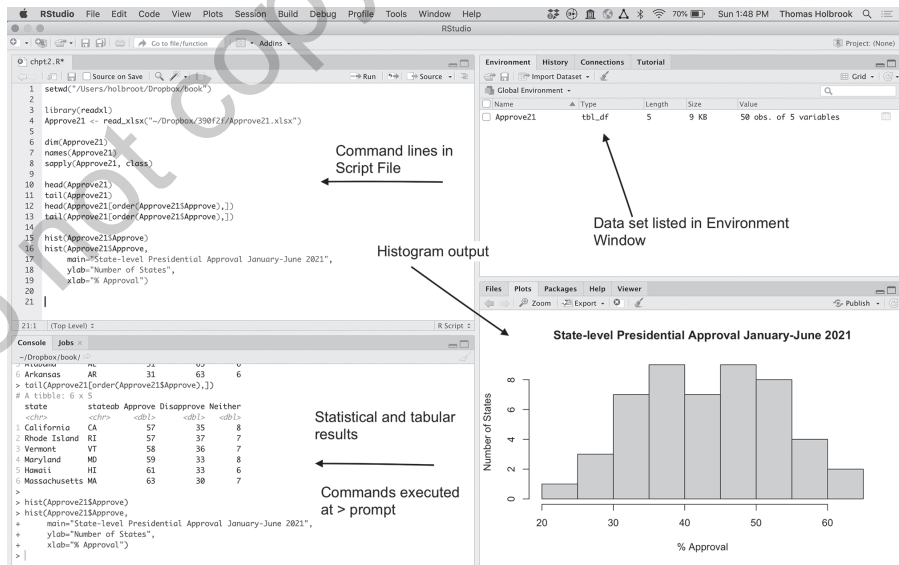 RStudio File Edit Code View Plots Session Build Debug Profile Tools Window Help 70% Sun 1:48 PM Thomas Holbrook
RStudio
Go to file/function Addins Project: (None)
chpt2.R*
Source on Save Run Source
1 setwd("/Users/holbroot/Dropbox/book")
2
3 library(readxl)
4 Approve21 <- read_xlsx("~/Dropbox/390f2f/Approve21.xlsx")
5
6 dim(Approve21)
7 names(Approve21)
8 sapply(Approve21, class)
9
10 head(Approve21)
11 tail(Approve21)
12 head(Approve21[order(Approve21$Approve),])
13 tail(Approve21[order(Approve21$Approve),])
14
15 hist(Approve21$Approve)
16 hist(Approve21$Approve,
17 main="State-level Presidential Approval January-June 2021",
18 ylab="Number of States",
19 xlab="% Approval")
20
21
21:1 (Top Level) R Script
Command lines in
Script File
Environment History Connections Tutorial
Import Dataset Grid
Global Environment
Name Type Length Size Value
Approve21 tbl_df 5 9 KB 50 obs. of 5 variables
Data set listed in Environment
Window
Histogram output
Console Jobs
~/Dropbox/book/
5 Alabama AL 31 63 6
6 Arkansas AR 31 63 6
> tail(Approve21[order(Approve21$Approve),])
# A tibble: 6 x 5
state stateab Approve Disapprove Neither
<chr> <chr> <dbl> <dbl> <dbl>
1 California CA 57 35 8
2 Rhode Island RI 57 37 7
3 Vermont VT 58 36 7
4 Maryland MD 59 33 8
5 Hawaii HI 61 33 6
6 Massachusetts MA 63 30 7
>
> hist(Approve21$Approve)
> hist(Approve21$Approve,
+ main="State-level Presidential Approval January-June 2021",
+ ylab="Number of States",
+ xlab="% Approval")
>
Statistical and tabular
results
Commands executed
at > prompt
Files Plots Packages Help Viewer
Zoom Export Publish
State-level Presidential Approval January-June 2021
Number of States
0 2 4 6 8
20 30 40 50 60
% Approval
not copy